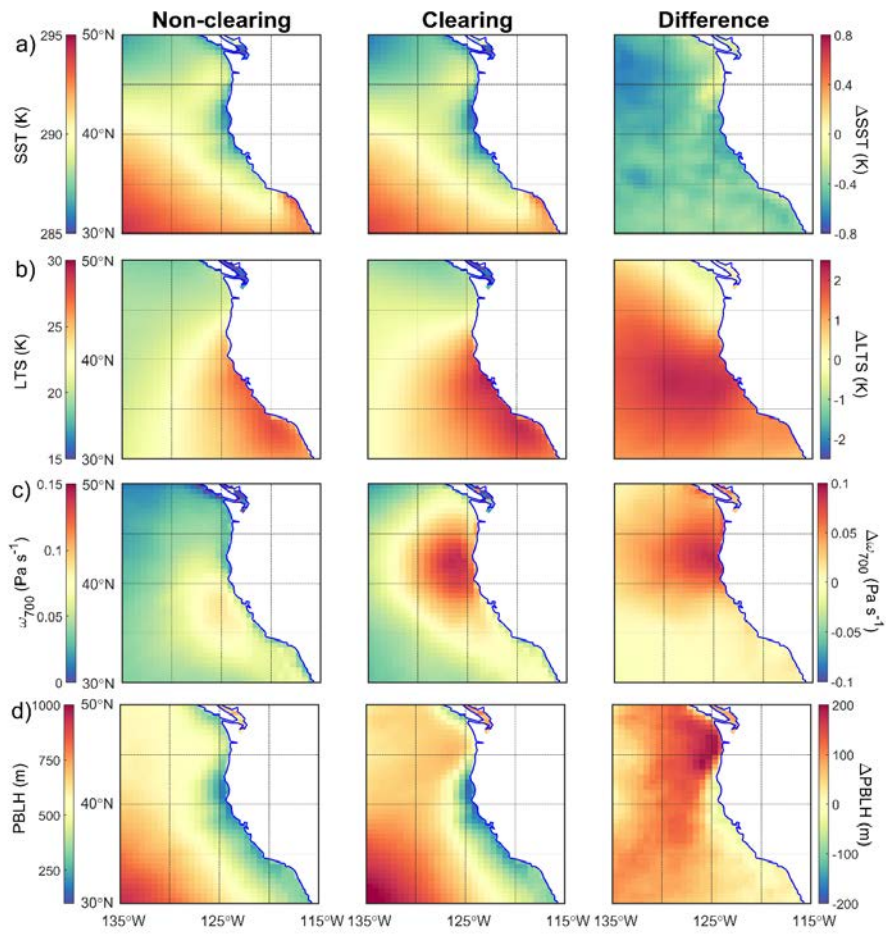 Non-clearing Clearing Difference
a) 295 50°N 0.8
0.4
SST (K) 290 40°N 0 ΔSST (K)
-0.4
285 30°N -0.8
b) 30 50°N 2
25 1
LTS (K) 40°N 0 ΔLTS (K)
20 -1
15 30°N -2
c) 0.15 50°N 0.1
0.1 0.05
ω700 (Pa s-1) 40°N 0 Δω700 (Pa s-1)
0.05 -0.05
0 30°N -0.1
d) 1000 50°N 200
750 100
PBLH (m) 40°N 0 ΔPBLH (m)
500
250 -100
30°N -200
135°W 125°W 115°W 135°W 125°W 115°W 135°W 125°W 115°W